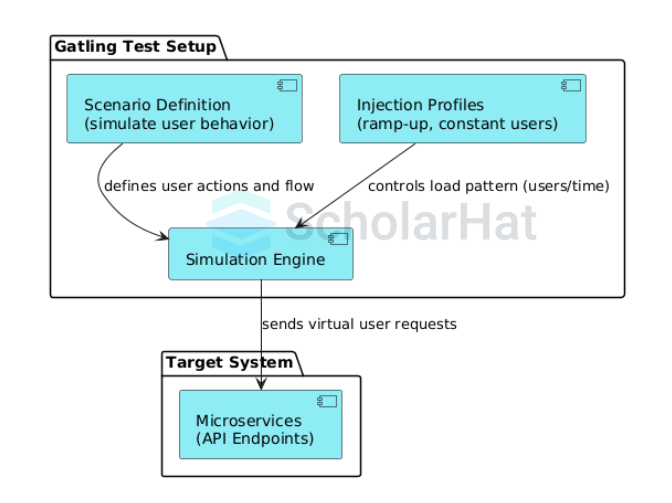 Gatling Test Setup
Scenario Definition
(simulate user behavior)
Injection Profiles
(ramp-up, constant users)
defines user actions and flow
controls load pattern (users/time)
ScholarHat
Simulation Engine
sends virtual user requests
Target System
Microservices
(API Endpoints)